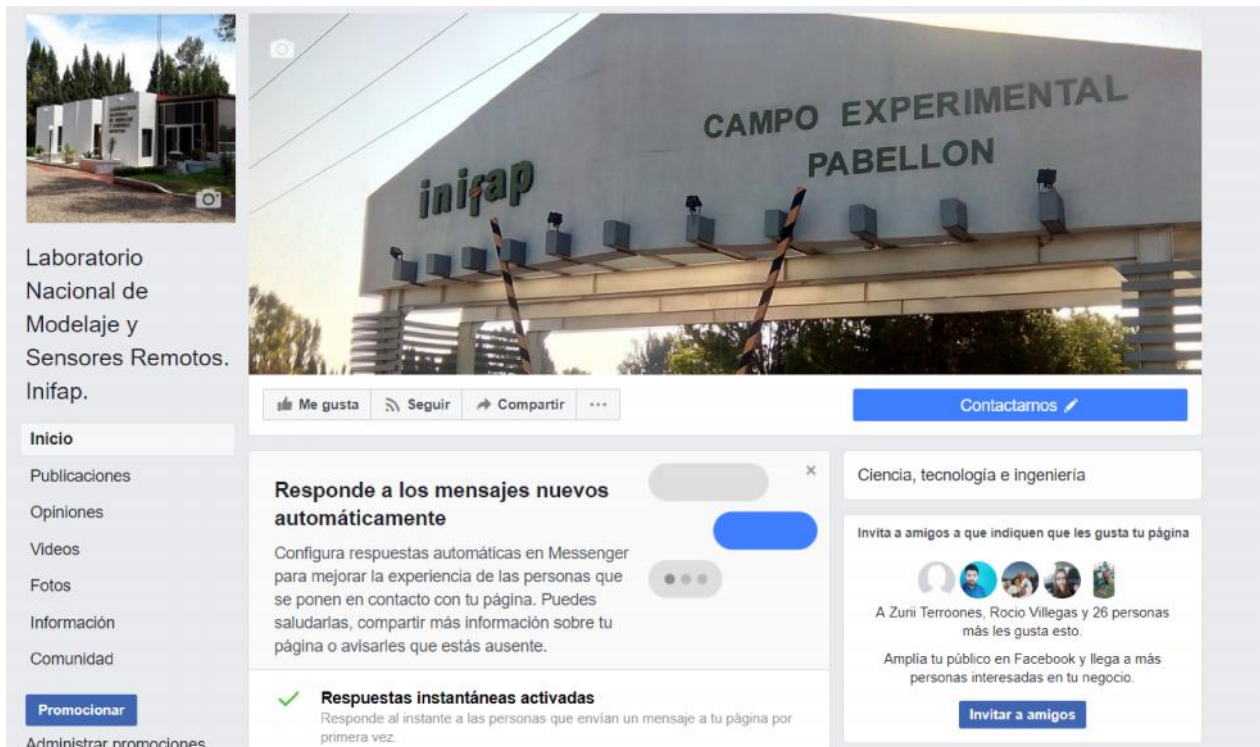 inifap
CAMPO EXPERIMENTAL
PABELLON
Laboratorio
Nacional de
Modelaje y
Sensores Remotos.
Inifap.
Inicio
Publicaciones
Opiniones
Videos
Fotos
Información
Comunidad
Promocionar
Administrar promociones
Me gusta
Seguir
Compartir
Contactarnos
Responde a los mensajes nuevos
automáticamente
Configura respuestas automáticas en Messenger
para mejorar la experiencia de las personas que
se ponen en contacto con tu página. Puedes
saludarlas, compartir más información sobre tu
página o avisarles que estás ausente.
Respuestas instantáneas activadas
Responde al instante a las personas que envían un mensaje a tu página por
primera vez.
Ciencia, tecnología e ingeniería
Invita a amigos a que indiquen que les gusta tu página
A Zurii Terroones, Rocio Villegas y 26 personas
más les gusta esto.
Amplía tu público en Facebook y llega a más
personas interesadas en tu negocio.
Invitar a amigos